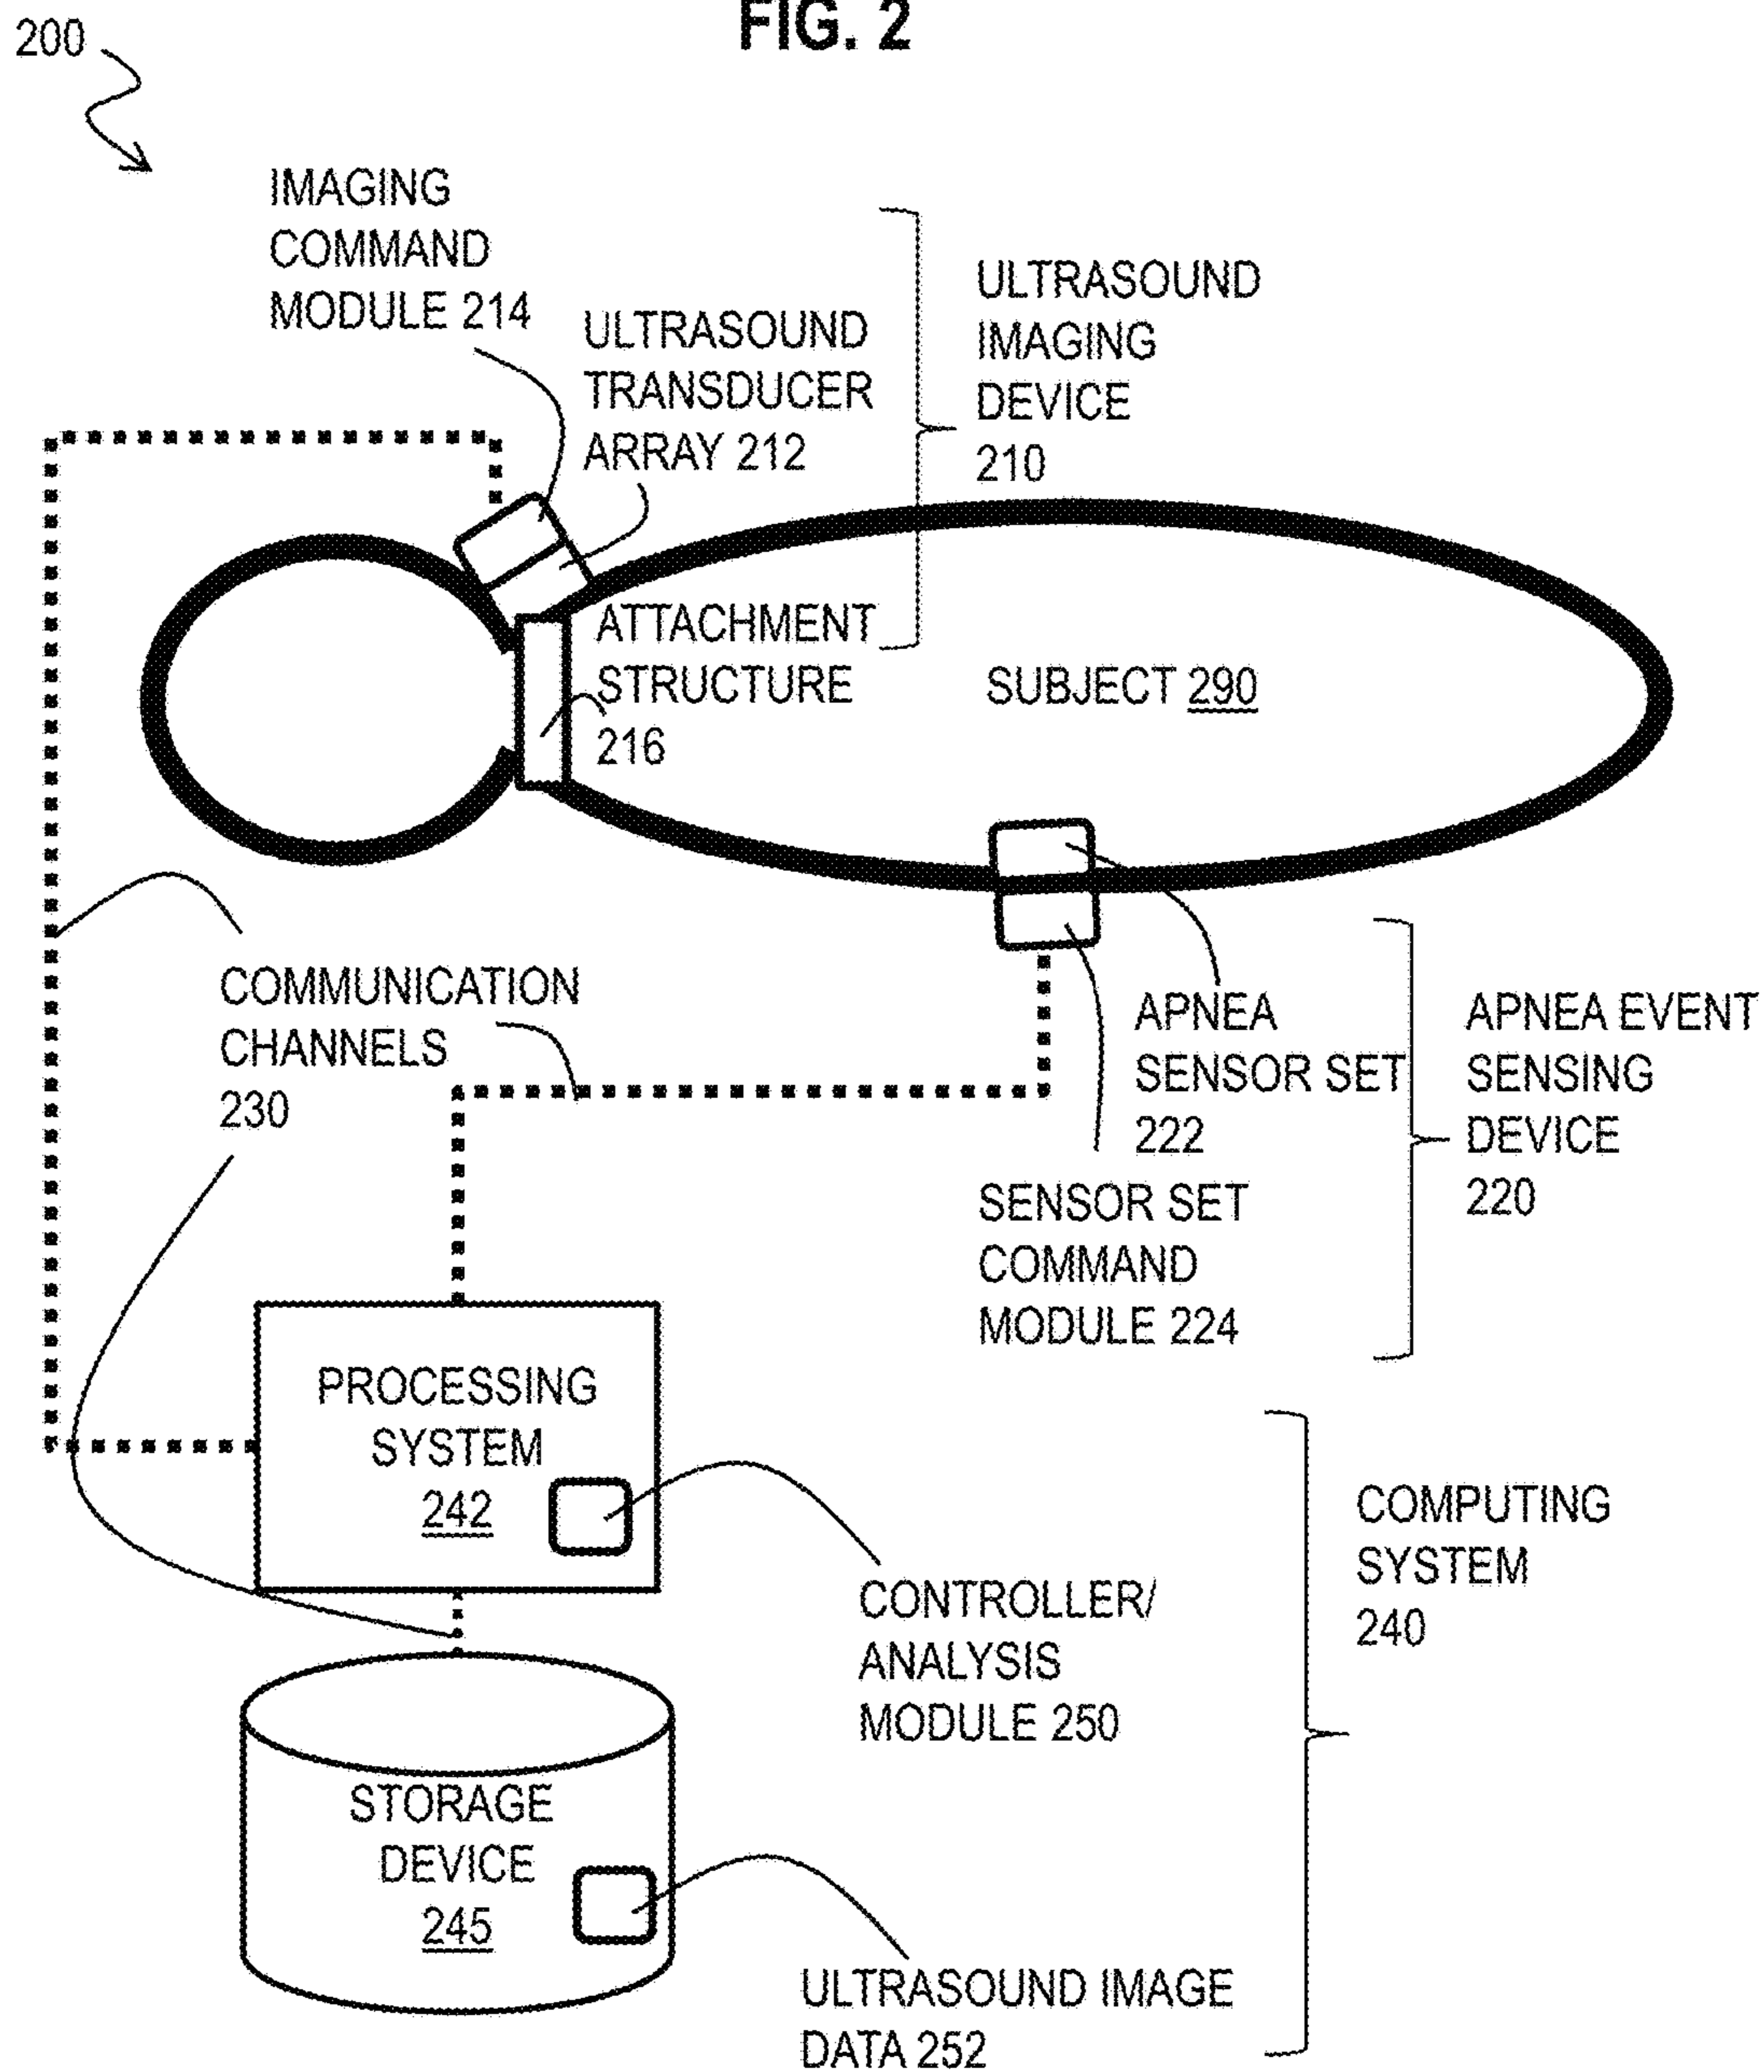 FIG. 2
200
IMAGING
COMMAND
MODULE 214
ULTRASOUND
TRANSDUCER
ARRAY 212
ULTRASOUND
IMAGING
DEVICE
210
ATTACHMENT
STRUCTURE
216
SUBJECT 290
COMMUNICATION
CHANNELS
230
APNEA
SENSOR SET
222
SENSOR SET
COMMAND
MODULE 224
APNEA EVENT
SENSING
DEVICE
220
PROCESSING
SYSTEM
242
CONTROLLER/
ANALYSIS
MODULE 250
COMPUTING
SYSTEM
240
STORAGE
DEVICE
245
ULTRASOUND IMAGE
DATA 252